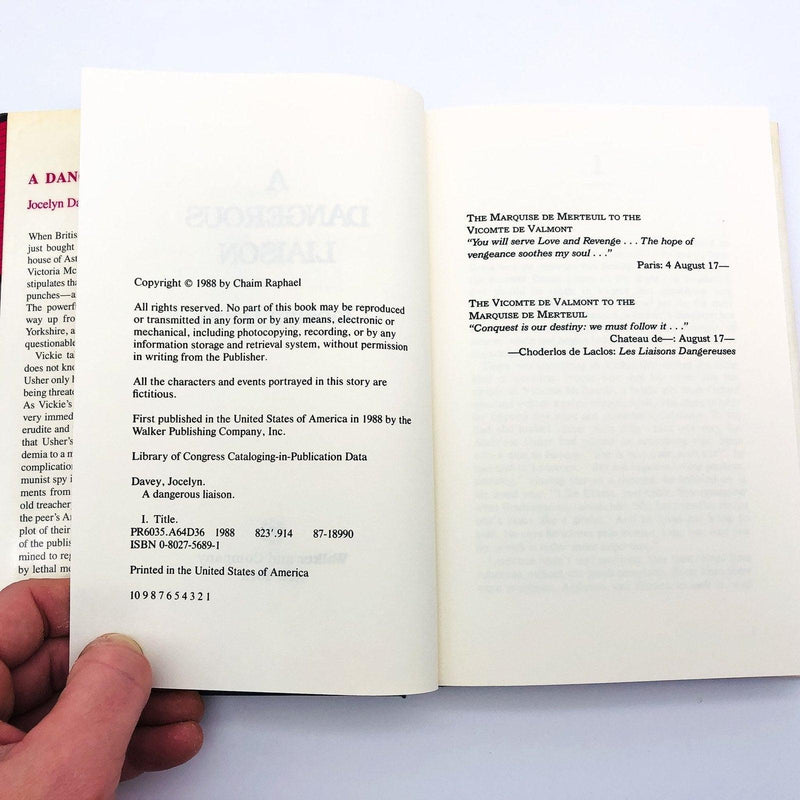 A DAN
Jocelyn Da
When Britis
just bought
house of Ast
Victoria Mc
stipulates tha
punches—a
The powerf
way up fro
Yorkshire, a
questionable
Vickie ta
does not kno
Usher only h
being threate
As Vickie's
very immed
erudite and
that Usher's
demia to a m
complication
munist spy i
ments from
old treacher
the peer's A
plot of their
of the publis
mined to reg
by lethal me
A
DANGEROUS
LIAISON
Walker and Company
Copyright © 1988 by Chaim Raphael
All rights reserved. No part of this book may be reproduced
or transmitted in any form or by any means, electronic or
mechanical, including photocopying, recording, or by any
information storage and retrieval system, without permission
in writing from the Publisher.
All the characters and events portrayed in this story are
fictitious.
First published in the United States of America in 1988 by the
Walker Publishing Company, Inc.
Library of Congress Cataloging-in-Publication Data
Davey, Jocelyn.
A dangerous liaison.
I. Title.
PR6035.A64D36 1988 823'.914 87-18990
ISBN 0-8027-5689-1
Printed in the United States of America
10 9 8 7 6 5 4 3 2 1
THE MARQUISE DE MERTEUIL TO THE
VICOMTE DE VALMONT
"You will serve Love and Revenge . . . The hope of
vengeance soothes my soul . . ."
Paris: 4 August 17—
THE VICOMTE DE VALMONT TO THE
MARQUISE DE MERTEUIL
"Conquest is our destiny: we must follow it . . ."
Chateau de—: August 17—
—Choderlos de Laclos: Les Liaisons Dangereuses